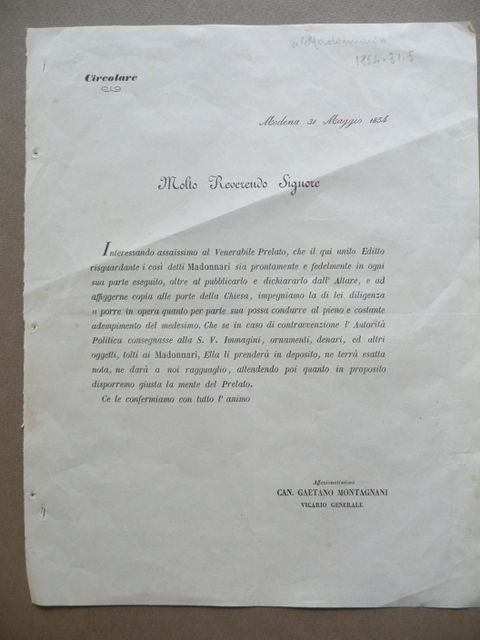 "Madonnari"
1854.31.5
Circolare
Modena 31 Maggio 1854
Molto Reverendo Signore
Interessando assaissimo al Venerabile Prelato, che il qui unito Editto
risguardante i così detti Madonnari sia prontamente e fedelmente in ogni
sua parte eseguito, oltre al pubblicarlo e dichiararlo dall' Altare, e ad
affiggerne copia alle porte della Chiesa, impegniamo la di lei diligenza
a porre in opera quanto per parte sua possa condurre al pieno e costante
adempimento del medesimo. Che se in caso di contravvenzione l' Autorità
Politica consegnasse alla S. V. Immagini, ornamenti, denari, ed altri
oggetti, tolti ai Madonnari, Ella li prenderà in deposito, ne terrà esatta
nota, ne darà a noi ragguaglio, attendendo poi quanto in proposito
disporremo giusta la mente del Prelato.
Ce le confermiamo con tutto l' animo
Affezionatissimo
CAN. GAETANO MONTAGNANI
VICARIO GENERALE